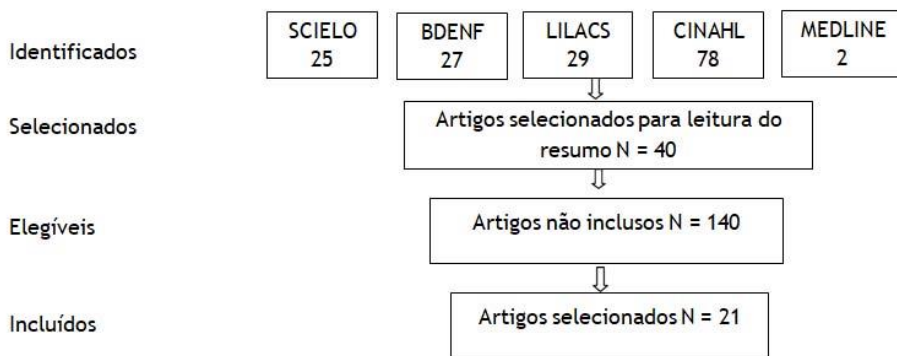 SCIELO
25
BDENF
27
LILACS
29
CINAHL
78
MEDLINE
2
Identificados
Selecionados
Artigos selecionados para leitura do
resumo N = 40
Elegíveis
Artigos não inclusos N = 140
Incluídos
Artigos selecionados N = 21